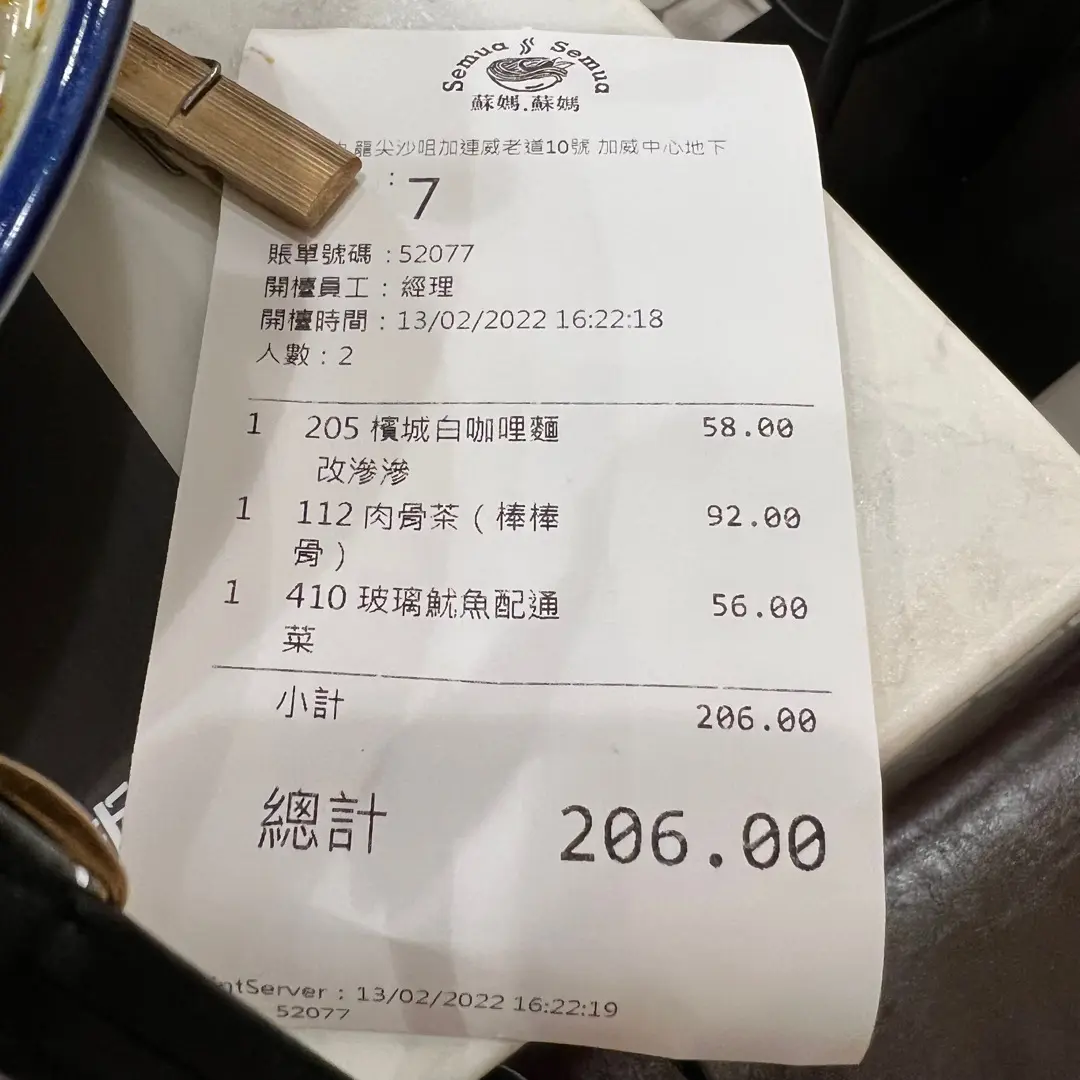 Semua Semua
蘇媽.蘇媽
龍尖沙咀加連威老道10號 加威中心地下
: 7
賬單號碼 : 52077
開檯員工 : 經理
開檯時間 : 13/02/2022 16:22:18
人數 : 2
1 205 檳城白咖哩麵 58.00
改滲滲
1 112 肉骨茶 ( 棒棒 92.00
骨 )
1 410 玻璃魷魚配通 56.00
菜
小計 206.00
總計 206.00
ntServer : 13/02/2022 16:22:19
52077